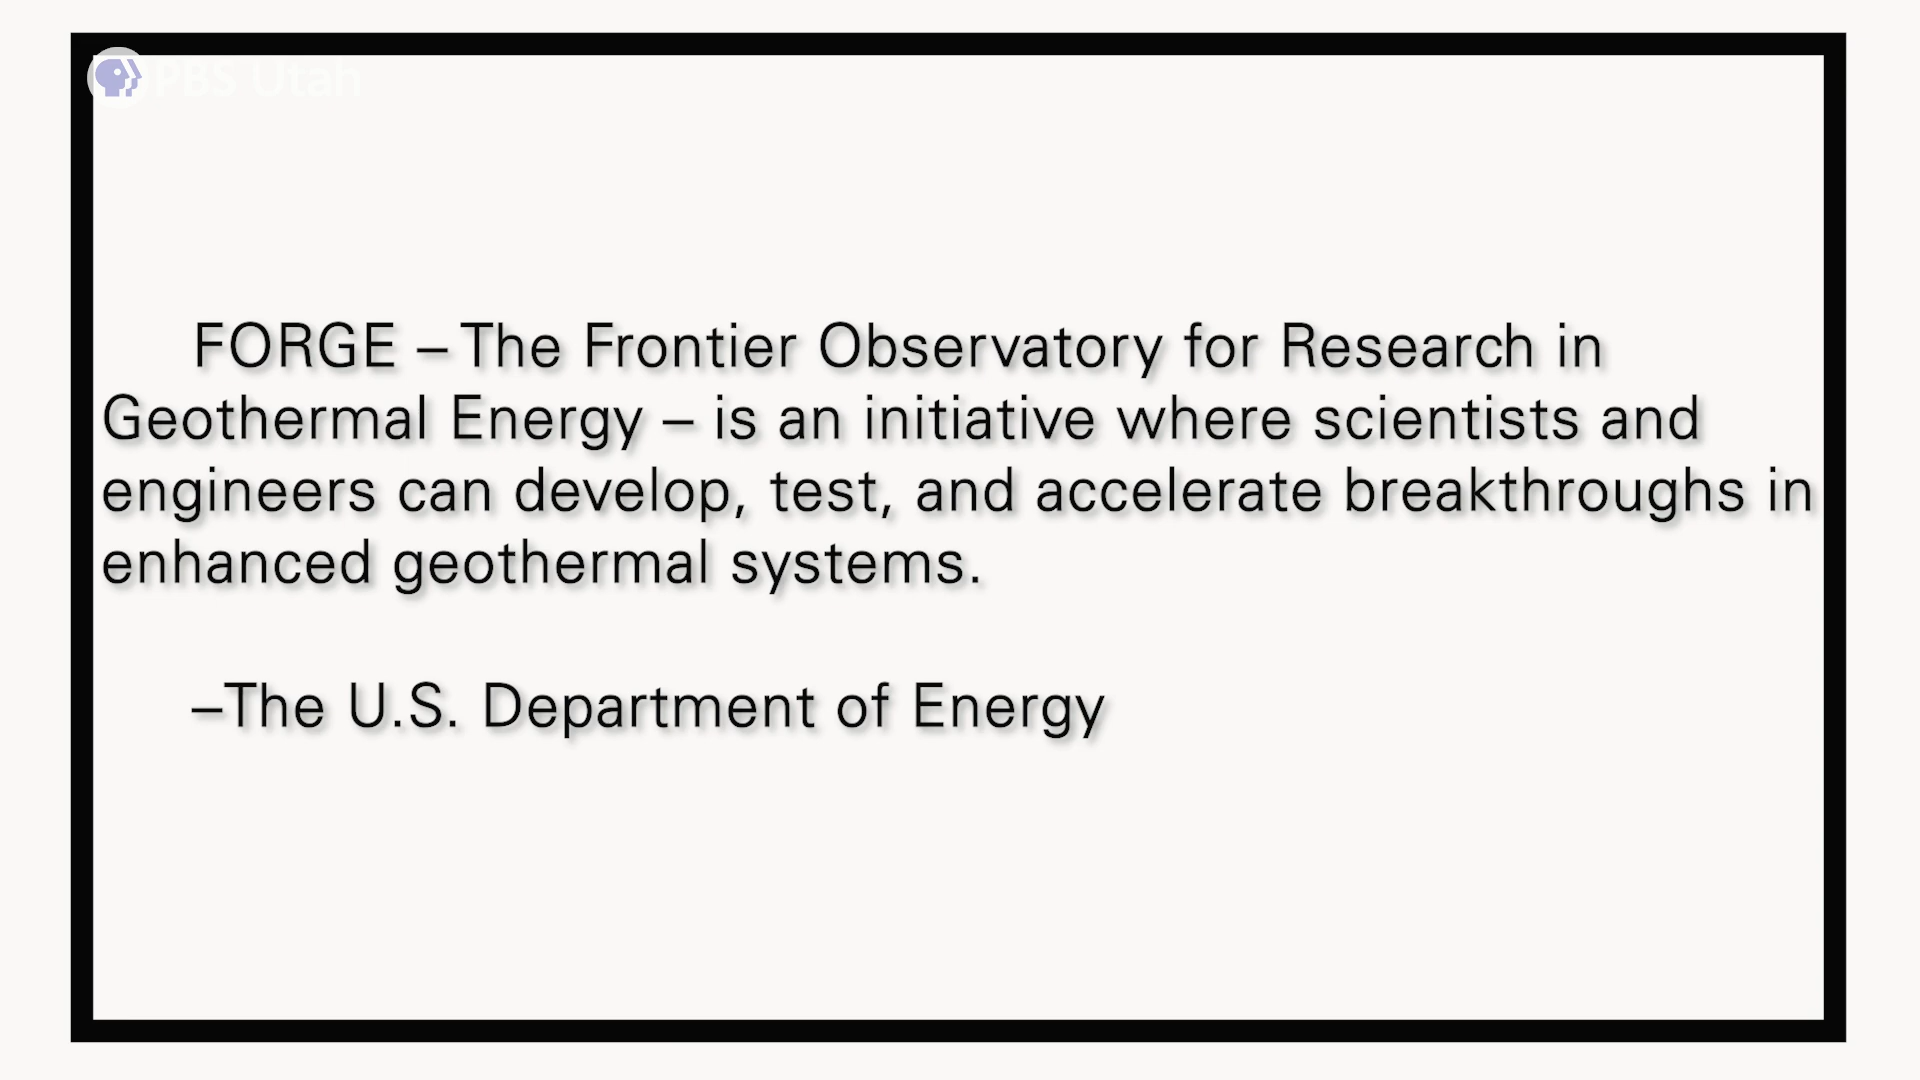 PBS Utah
FORGE – The Frontier Observatory for Research in
Geothermal Energy – is an initiative where scientists and
engineers can develop, test, and accelerate breakthroughs in
enhanced geothermal systems.
–The U.S. Department of Energy